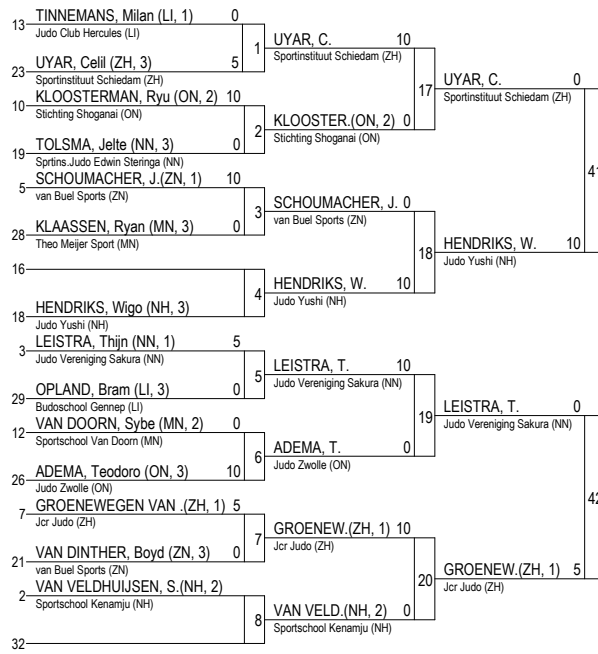 13 TINNEMANS, Milan (LI, 1) 0
Judo Club Hercules (LI)
1
23 UYAR, Celil (ZH, 3) 5
Sportinstituut Schiedam (ZH)
10 KLOOSTERMAN, Ryu (ON, 2) 10
Stichting Shoganai (ON)
2
19 TOLSMA, Jelte (NN, 3) 0
Sprtins.Judo Edwin Steringa (NN)
5 SCHOUMACHER, J.(ZN, 1) 10
van Buel Sports (ZN)
3
28 KLAASSEN, Ryan (MN, 3) 0
Theo Meijer Sport (MN)
16
4
18 HENDRIKS, Wigo (NH, 3)
Judo Yushi (NH)
3 LEISTRA, Thijn (NN, 1) 5
Judo Vereniging Sakura (NN)
5
29 OPLAND, Bram (LI, 3) 0
Budoschool Gennep (LI)
12 VAN DOORN, Sybe (MN, 2) 0
Sportschool Van Doorn (MN)
6
26 ADEMA, Teodoro (ON, 3) 10
Judo Zwolle (ON)
7 GROENEWEGEN VAN .(ZH, 1) 5
Jcr Judo (ZH)
7
21 VAN DINTHER, Boyd (ZN, 3) 0
van Buel Sports (ZN)
2 VAN VELDHUIJSEN, S.(NH, 2)
Sportschool Kenamju (NH)
8
32
UYAR, C. 10
Sportinstituut Schiedam (ZH)
17
KLOOSTER.(ON, 2) 0
Stichting Shoganai (ON)
SCHOUMACHER, J. 0
van Buel Sports (ZN)
18
HENDRIKS, W. 10
Judo Yushi (NH)
LEISTRA, T. 10
Judo Vereniging Sakura (NN)
19
ADEMA, T. 0
Judo Zwolle (ON)
GROENEW.(ZH, 1) 10
Jcr Judo (ZH)
20
VAN VELD.(NH, 2) 0
Sportschool Kenamju (NH)
UYAR, C. 0
Sportinstituut Schiedam (ZH)
41
HENDRIKS, W. 10
Judo Yushi (NH)
LEISTRA, T. 0
Judo Vereniging Sakura (NN)
42
GROENEW.(ZH, 1) 5
Jcr Judo (ZH)